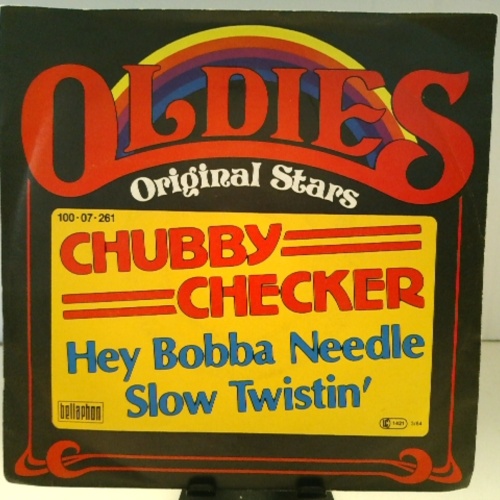 OLDIES
Original Stars
100-07-261
CHUBBY
CHECKER
Hey Bobba Needle
Slow Twistin'
bellaphon